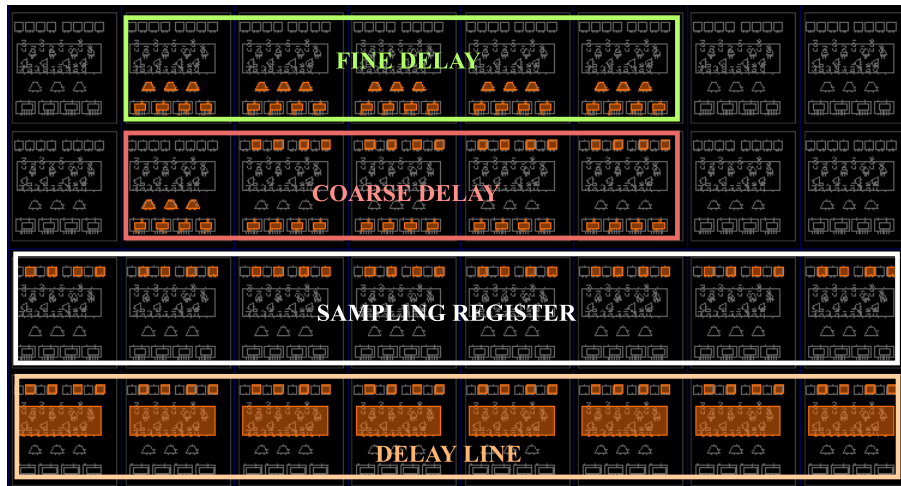 FINE DELAY
COARSE DELAY
SAMPLING REGISTER
DELAY LINE